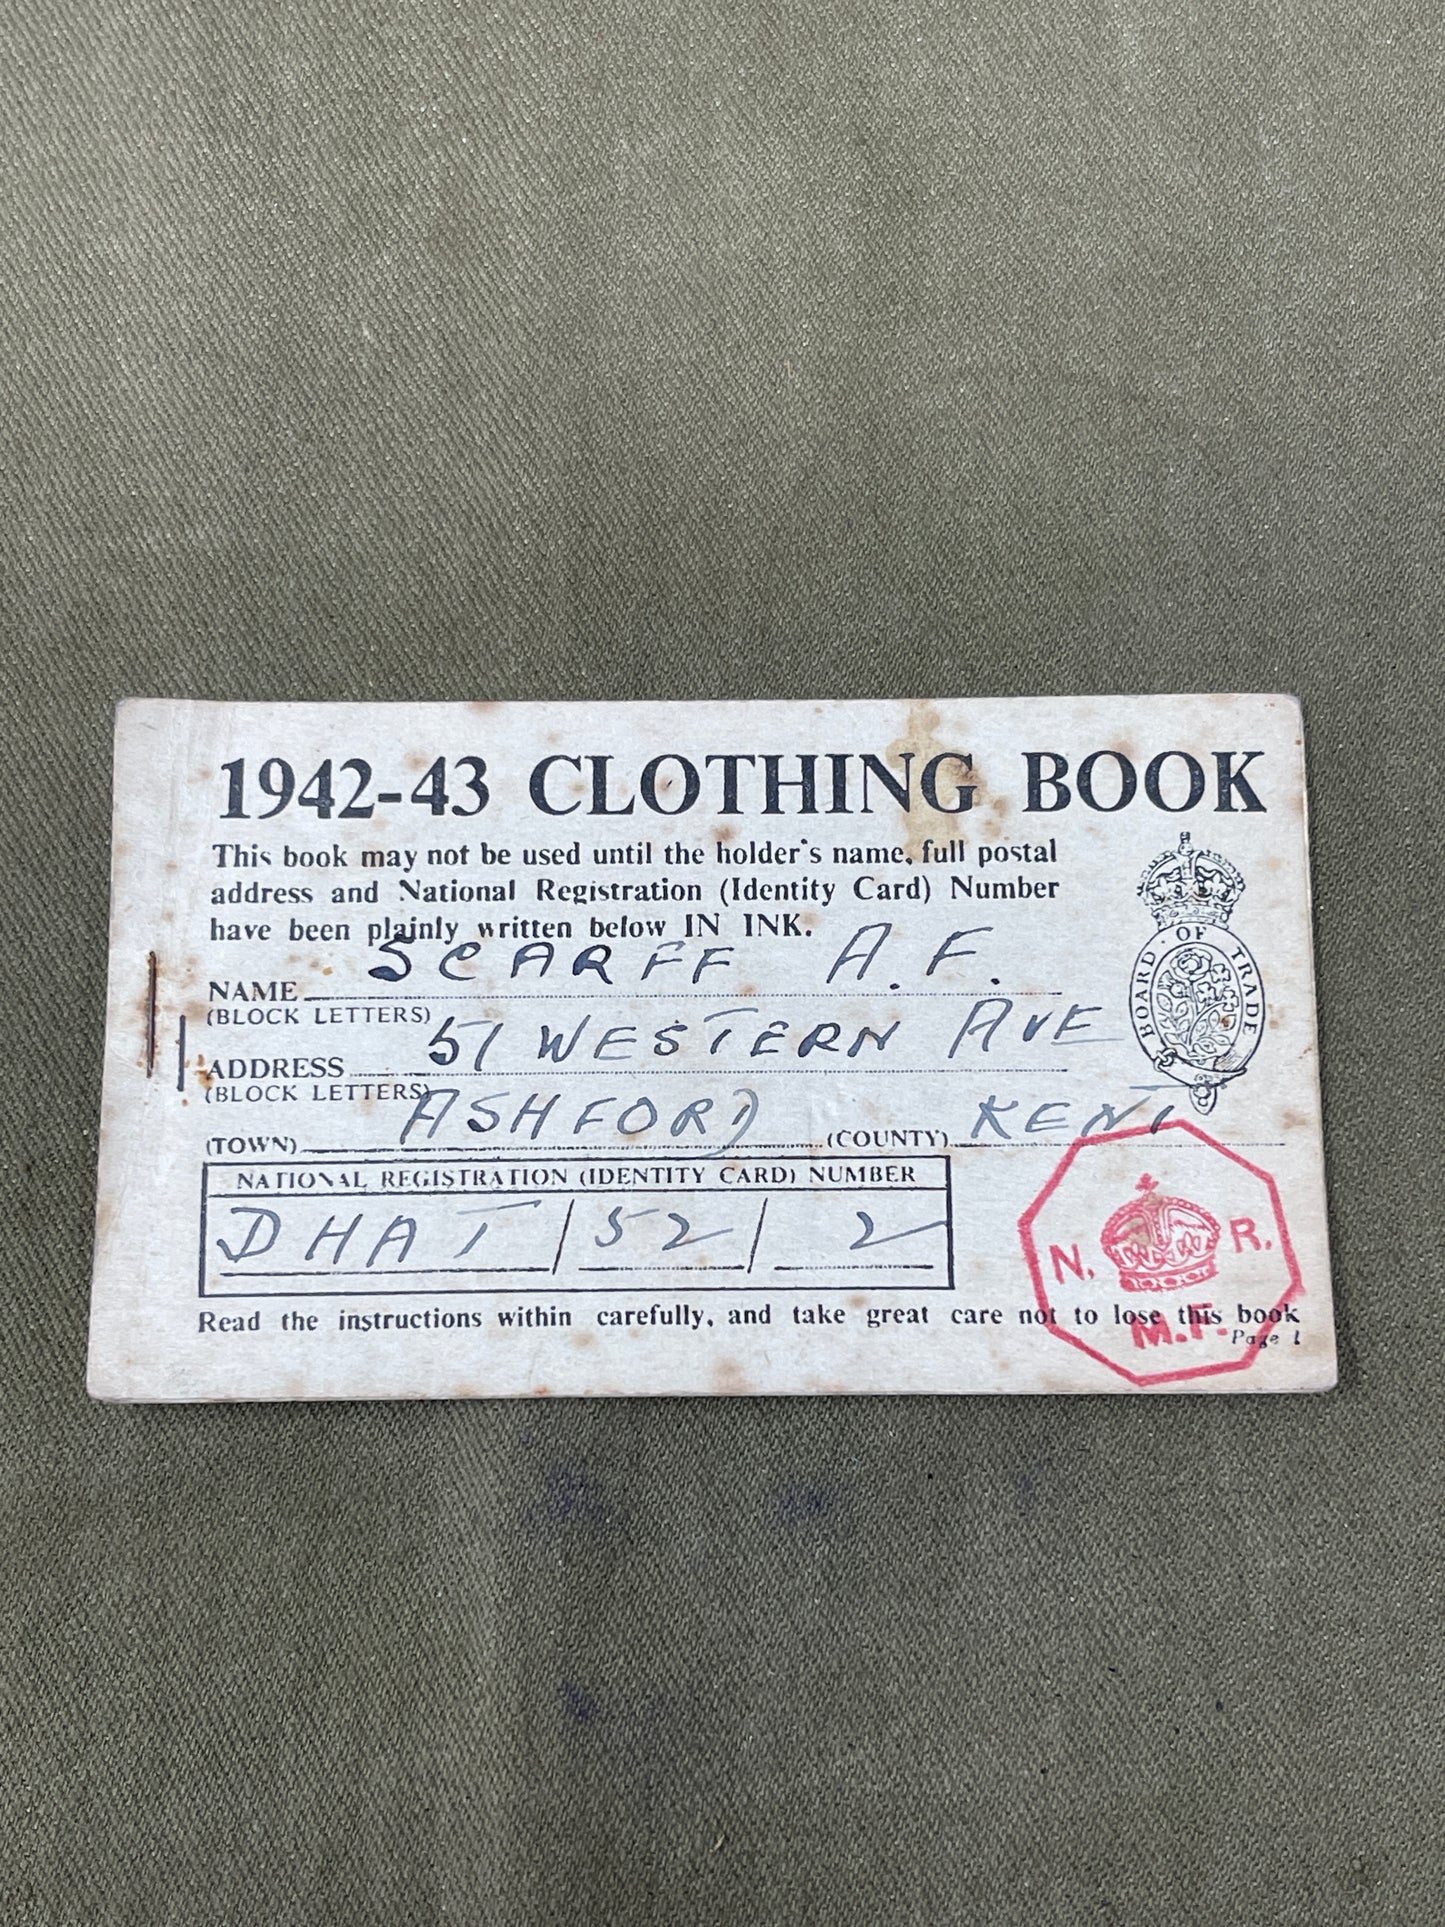 1942-43 CLOTHING BOOK
This book may not be used until the holder's name, full postal
address and National Registration (Identity Card) Number
have been plainly written below IN INK.
NAME SCARFF A. F.
(BLOCK LETTERS)
ADDRESS 51 WESTERN AVE
(BLOCK LETTERS)
(TOWN) ASHFORD (COUNTY) KENT
BOARD OF TRADE
NATIONAL REGISTRATION (IDENTITY CARD) NUMBER
DHAT / 52 / 2
N. R.
M.F.
Read the instructions within carefully, and take great care not to lose this book
Page 1